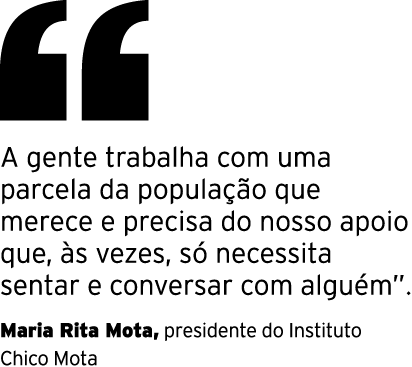 “
A gente trabalha com uma
parcela da população que
merece e precisa do nosso apoio
que, às vezes, só necessita
sentar e conversar com alguém”.
Maria Rita Mota, presidente do Instituto
Chico Mota